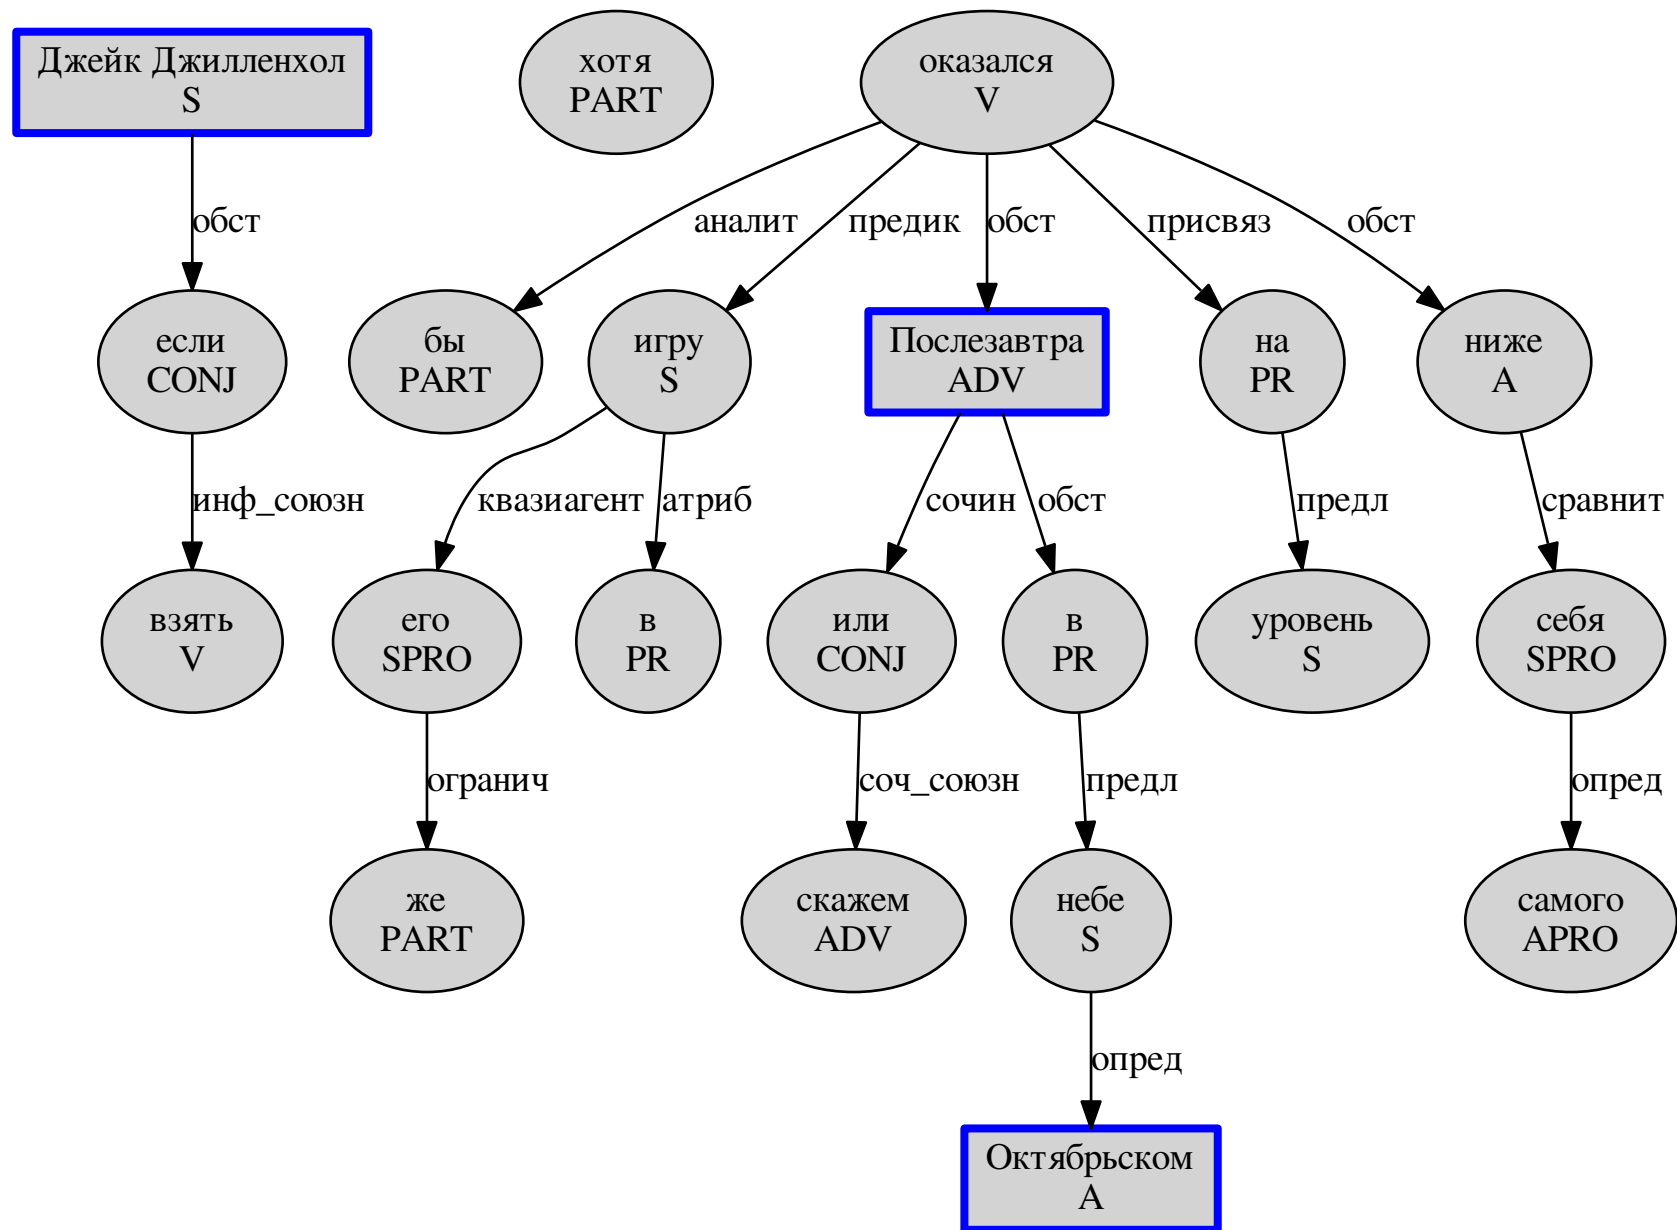 Джейк Джилленхол
S
хотя
PART
оказался
V
обст
аналит
предик
обст
присвяз
обст
если
CONJ
бы
PART
игру
S
Послезавтра
ADV
на
PR
ниже
A
инф_союзн
квазиагент
атриб
сочин
обст
предл
сравнит
взять
V
его
SPRO
в
PR
или
CONJ
в
PR
уровень
S
себя
SPRO
огранич
соч_союзн
предл
опред
же
PART
скажем
ADV
небе
S
самого
APRO
опред
Октябрьском
A